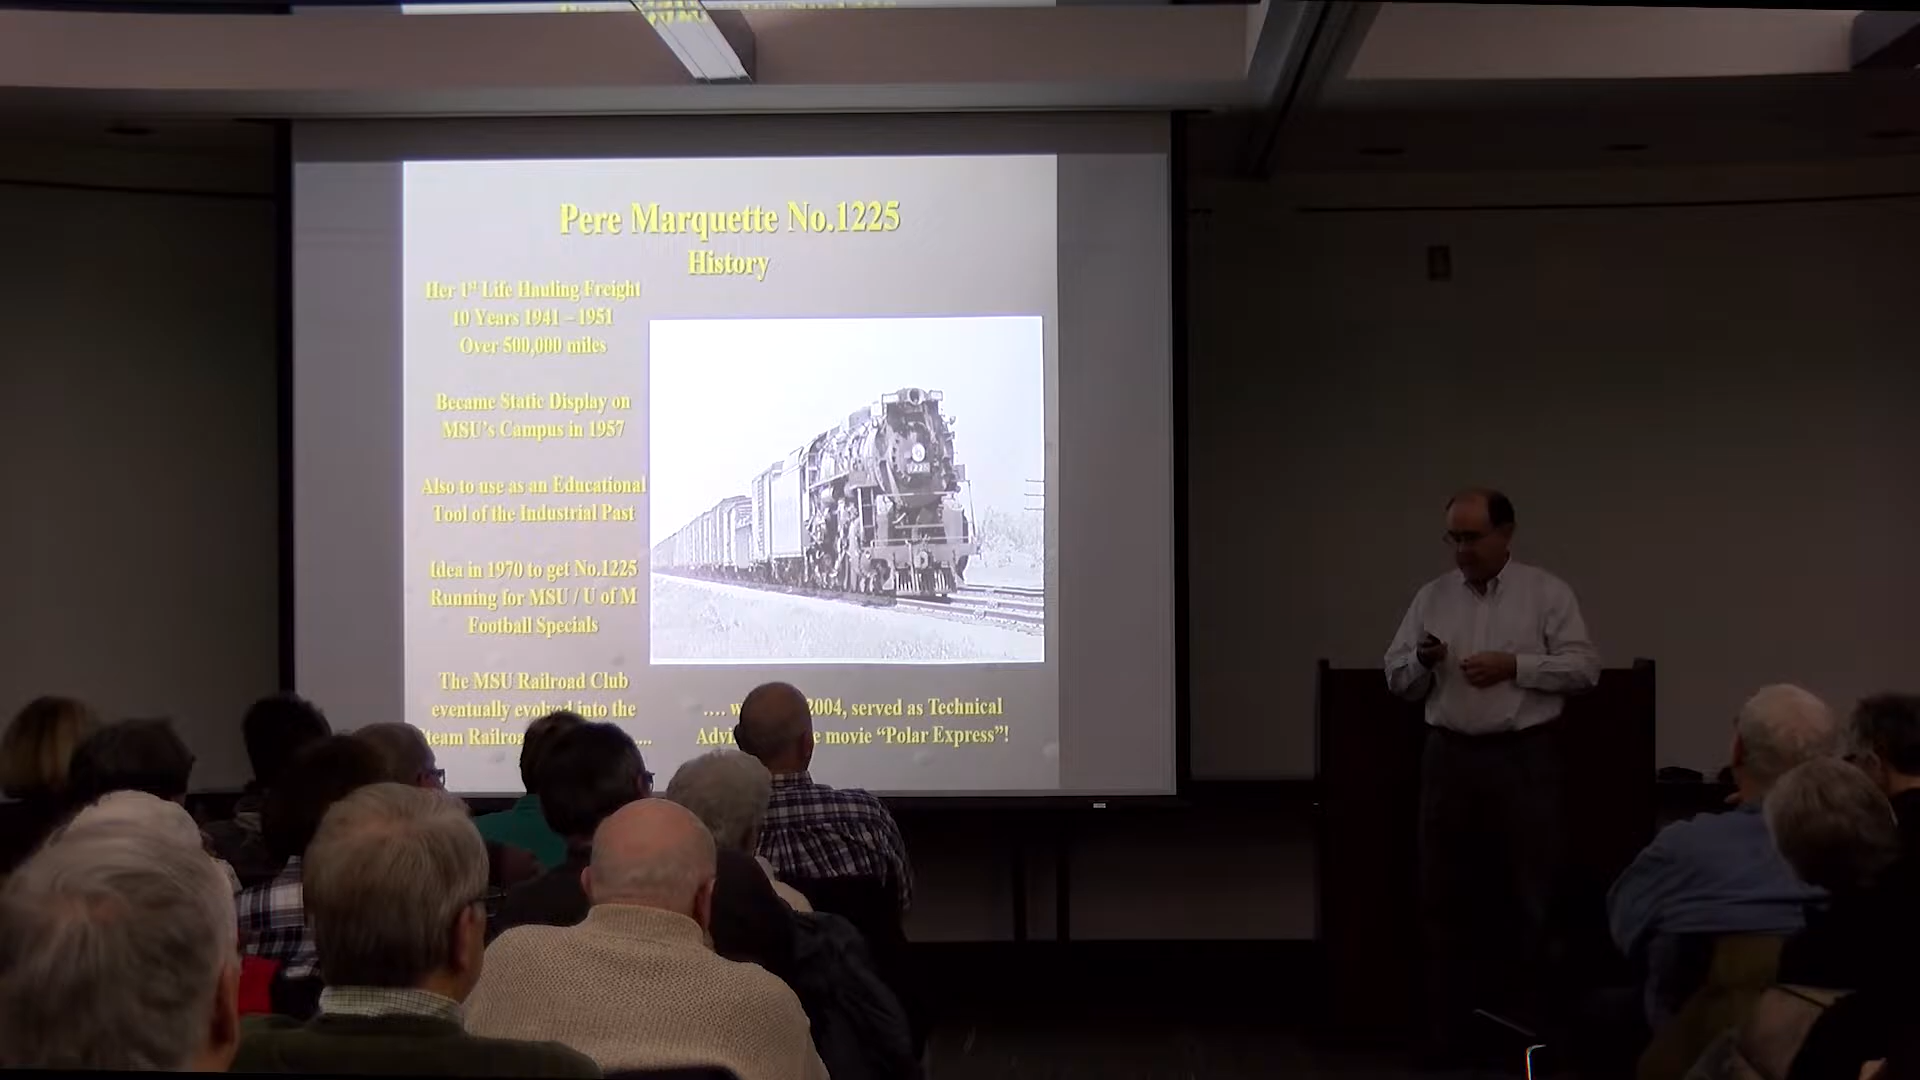 Pere Marquette No.1225
History
Her 1st Life Hauling Freight
10 Years 1941 – 1951
Over 500,000 miles
Became Static Display on
MSU's Campus in 1957
Also to use as an Educational
Tool of the Industrial Past
Idea in 1970 to get No.1225
Running for MSU / U of M
Football Specials
The MSU Railroad Club
eventually evolved into the
.... 2004, served as Technical
movie “Polar Express”!